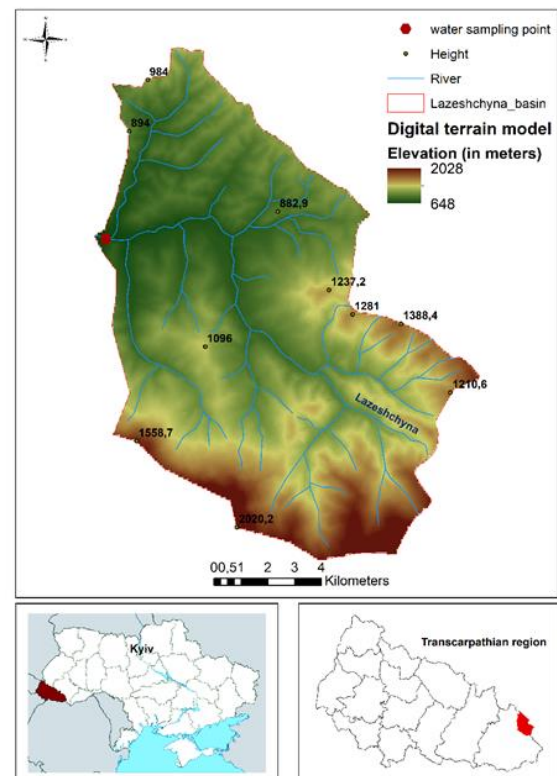 N
water sampling point
Height
River
Lazeshchyna_basin
Digital terrain model
Elevation (in meters)
2028
648
984
894
882,9
1237,2
1281
1388,4
1096
1210,6
Lazeshchyna
1558,7
2020,2
00,51 2 3 4
Kilometers
Kyiv
Transcarpathian region